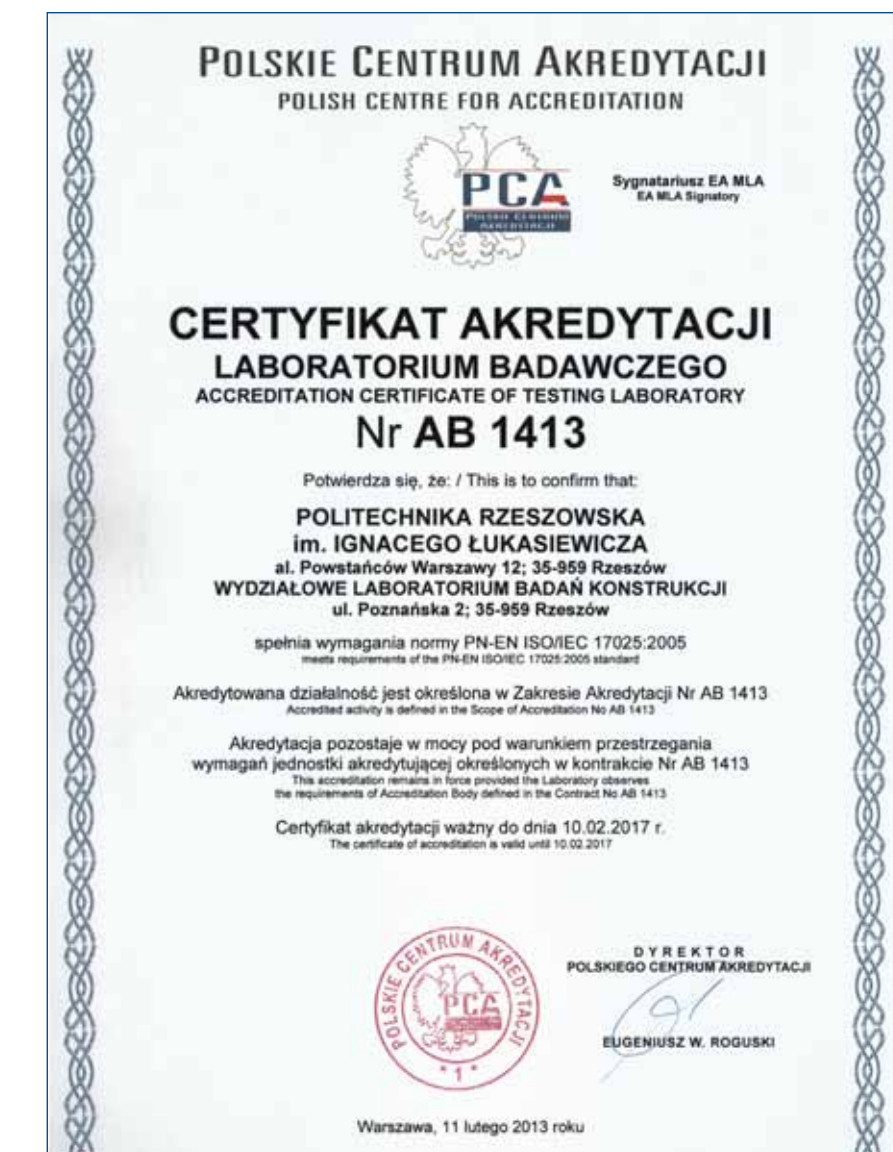 POLSKIE CENTRUM AKREDYTACJI
POLISH CENTRE FOR ACCREDITATION
PCA
POLSKIE CENTRUM
AKREDYTACJI
Sygnatariusz EA MLA
EA MLA Signatory
CERTYFIKAT AKREDYTACJI
LABORATORIUM BADAWCZEGO
ACCREDITATION CERTIFICATE OF TESTING LABORATORY
Nr AB 1413
Potwierdza się, że: / This is to confirm that:
POLITECHNIKA RZESZOWSKA
im. IGNACEGO ŁUKASIEWICZA
al. Powstańców Warszawy 12; 35-959 Rzeszów
WYDZIAŁOWE LABORATORIUM BADAŃ KONSTRUKCJI
ul. Poznańska 2; 35-959 Rzeszów
spełnia wymagania normy PN-EN ISO/IEC 17025:2005
meets requirements of the PN-EN ISO/IEC 17025:2005 standard
Akredytowana działalność jest określona w Zakresie Akredytacji Nr AB 1413
Accredited activity is defined in the Scope of Accreditation No AB 1413
Akredytacja pozostaje w mocy pod warunkiem przestrzegania
wymagań jednostki akredytującej określonych w kontrakcie Nr AB 1413
This accreditation remains in force provided the Laboratory observes
the requirements of Accreditation Body defined in the Contract No AB 1413
Certyfikat akredytacji ważny do dnia 10.02.2017 r.
The certificate of accreditation is valid until 10.02.2017
POLSKIE CENTRUM AKREDYTACJI
PCA
* 1 *
DYREKTOR
POLSKIEGO CENTRUM AKREDYTACJI
EUGENIUSZ W. ROGUSKI
Warszawa, 11 lutego 2013 roku